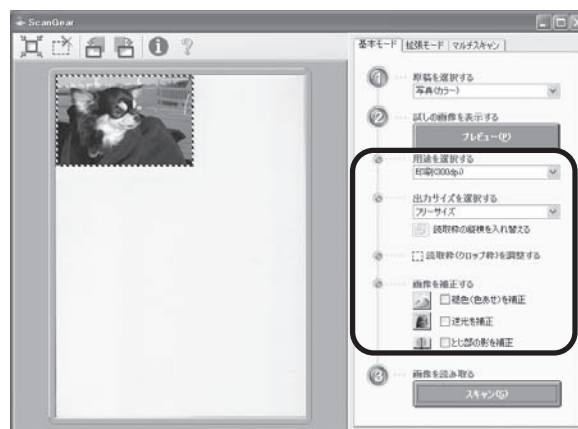 ScanGear
基本モード 拡張モード マルチスキャン
① 原稿を選択する
写真(カラー)
② 試しの画像を表示する
プレビュー(P)
用途を選択する
印刷(300dpi)
出力サイズを選択する
フリーサイズ
読取枠の縦横を入れ替える
読取枠(クロップ枠)を調整する
画像を補正する
褪色(色あせ)を補正
逆光を補正
とじ部の影を補正
③ 画像を読み取る
スキャン(S)